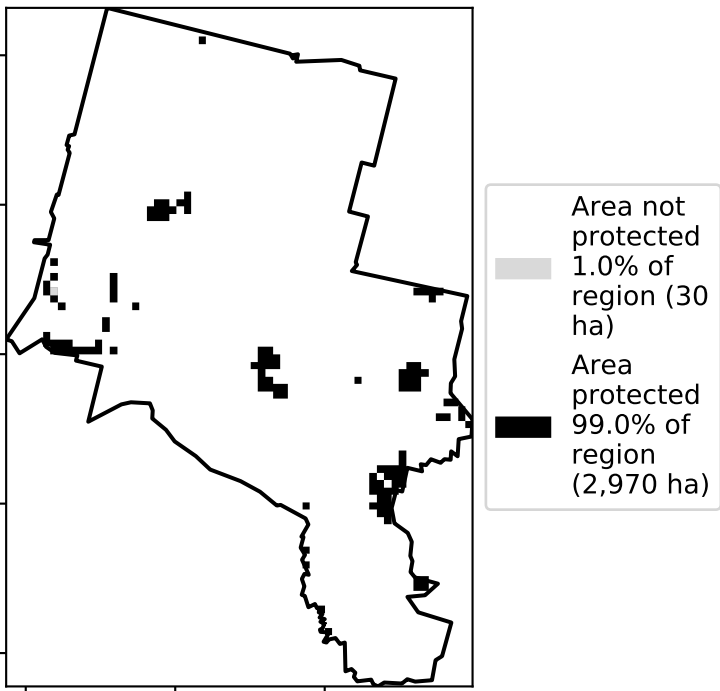 Area not
protected
1.0% of
region (30
ha)
Area
protected
99.0% of
region
(2,970 ha)